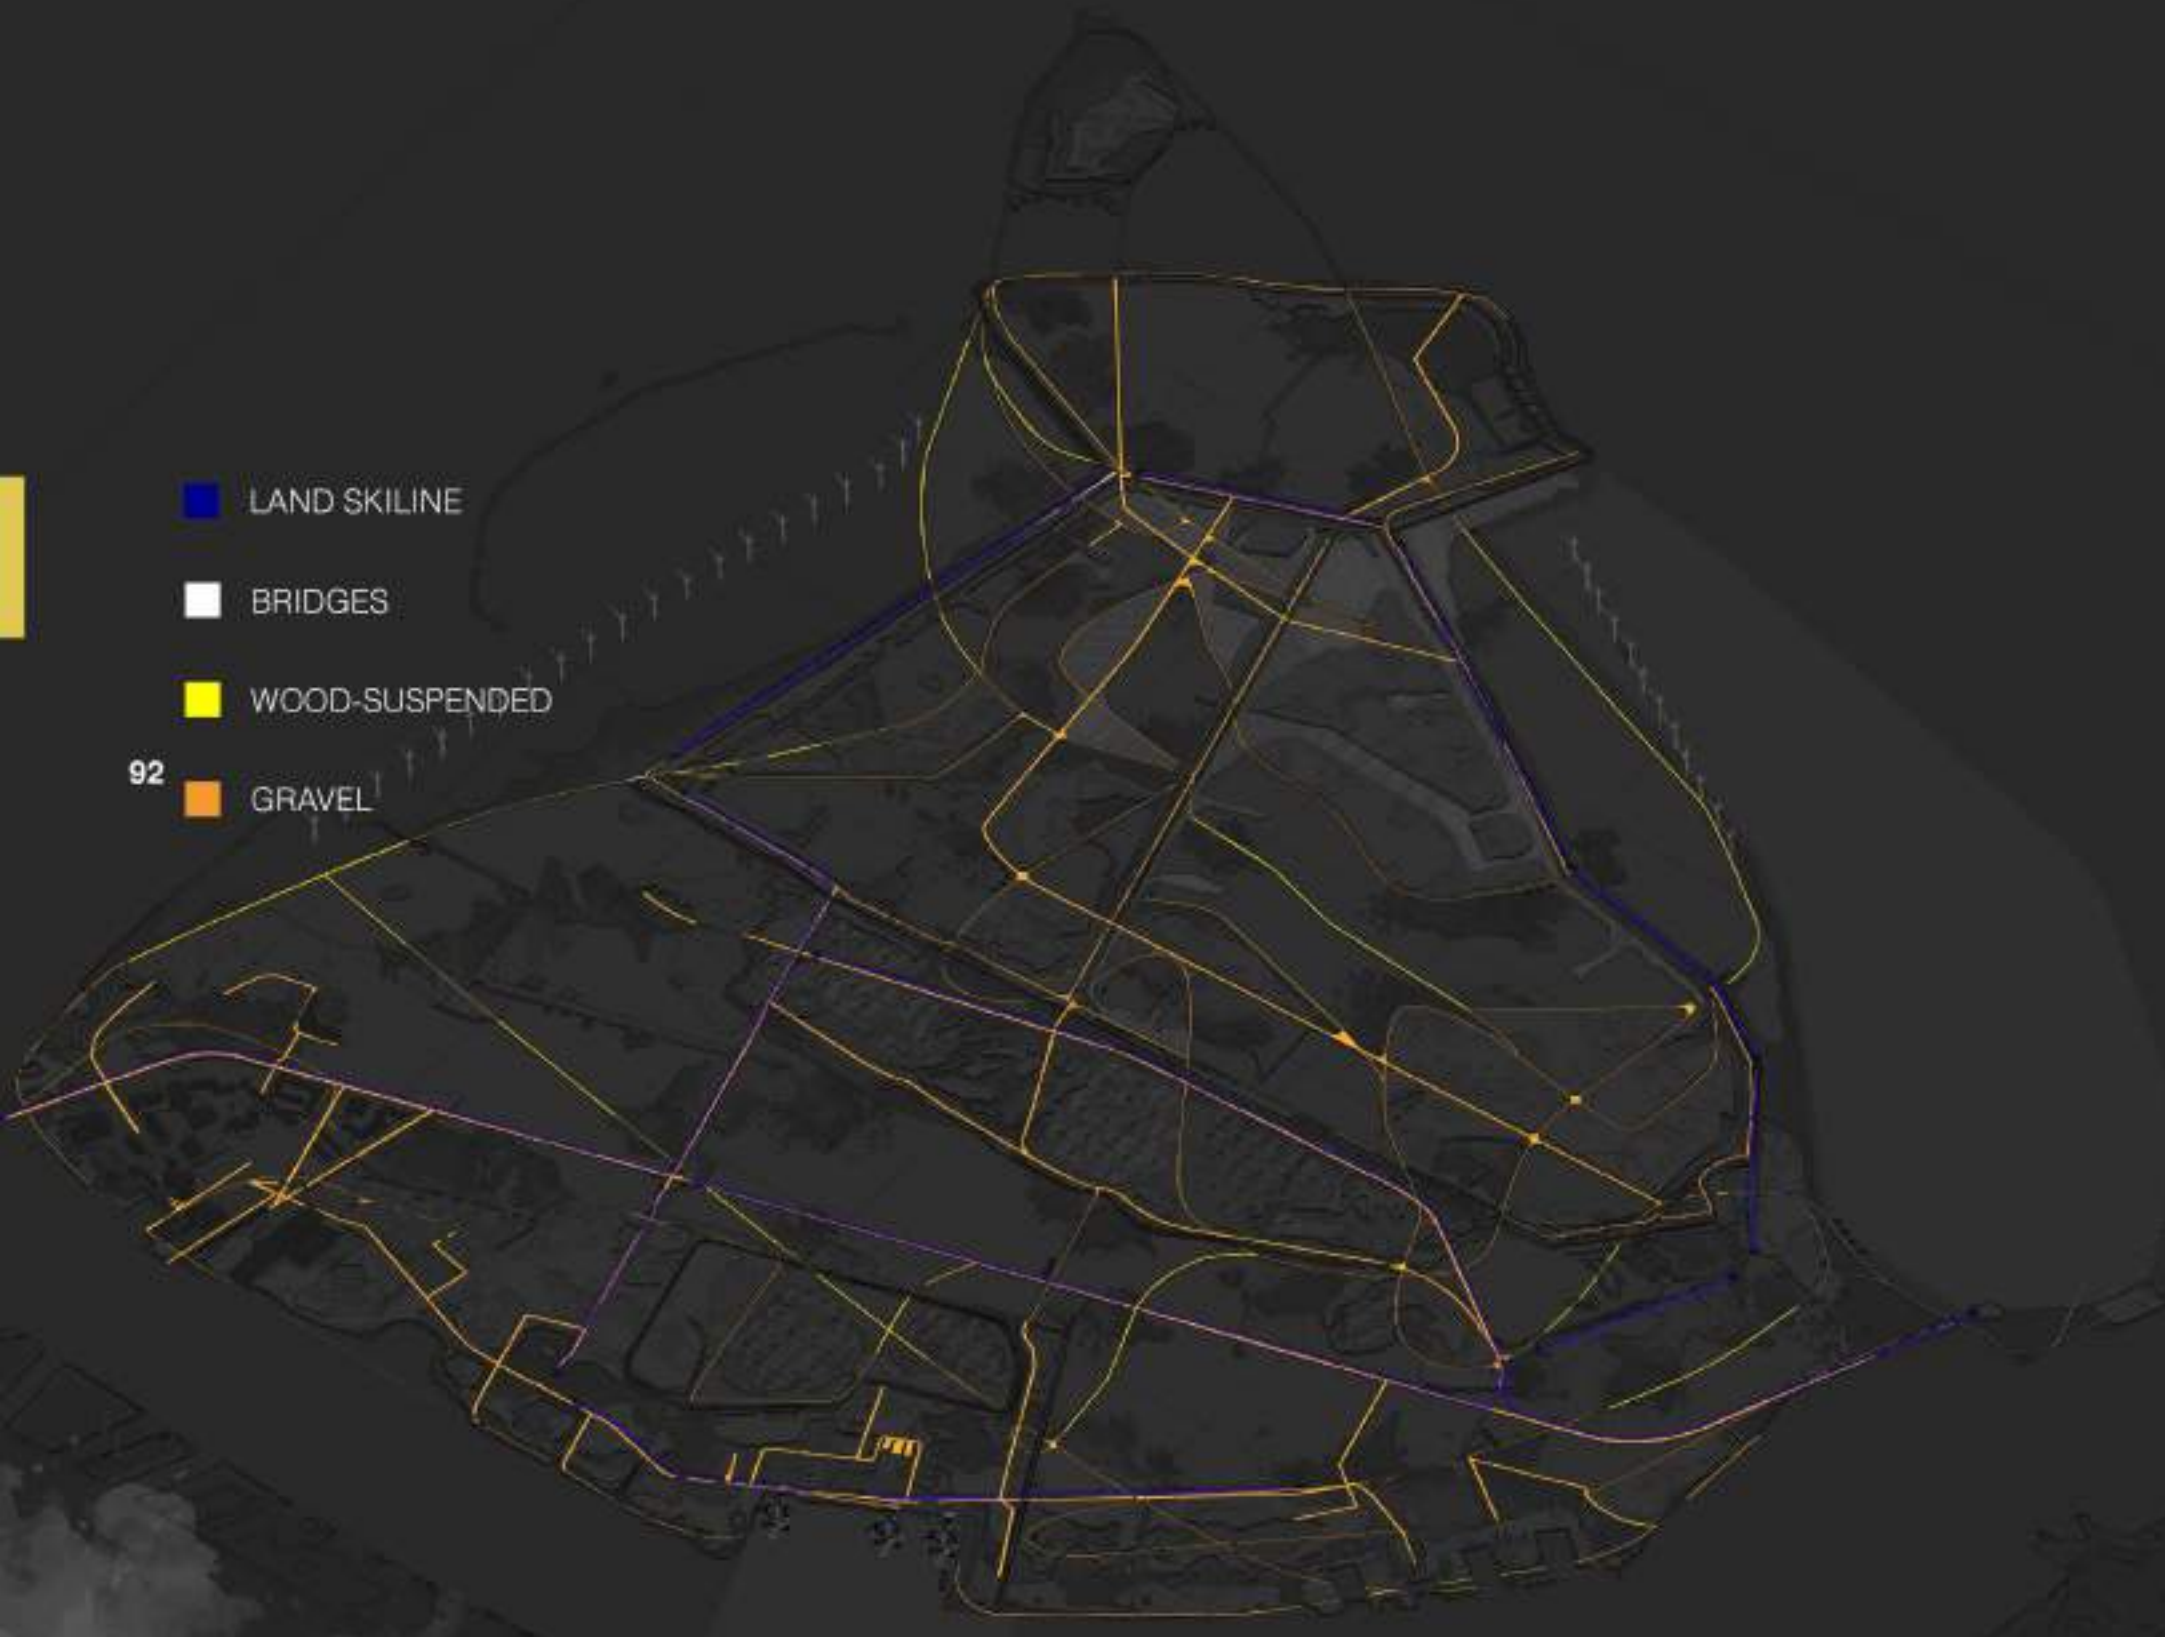 LAND SKILINE
BRIDGES
WOOD-SUSPENDED
92
GRAVEL